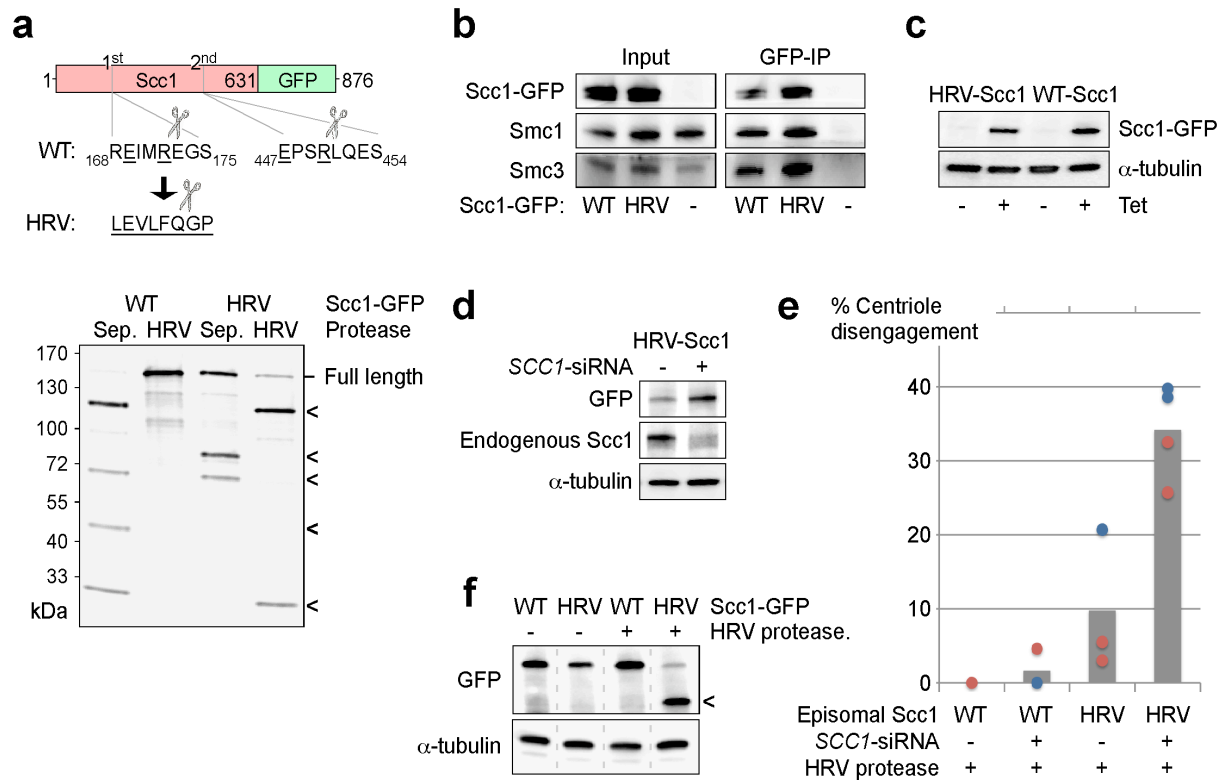 a
1st
2nd
1 Scc1 631 GFP 876
WT: 168REIMREGS175 447EPSRLQES454
HRV: LEVLFQGP
WT HRV Scc1-GFP
Sep. HRV Sep. HRV Protease
170
130
100
72
55
40
33
kDa
Full length
<
<
<
<
<
b
Input GFP-IP
Scc1-GFP
Smc1
Smc3
Scc1-GFP: WT HRV - WT HRV -
c
HRV-Scc1 WT-Scc1
Scc1-GFP
α-tubulin
- + - + Tet
d
HRV-Scc1
SCC1-siRNA - +
GFP
Endogenous Scc1
α-tubulin
e
% Centriole
disengagement
40
30
20
10
0
Episomal Scc1 WT WT HRV HRV
SCC1-siRNA - + - +
HRV protease + + + +
f
WT HRV WT HRV Scc1-GFP
- - + + HRV protease.
GFP
<
α-tubulin